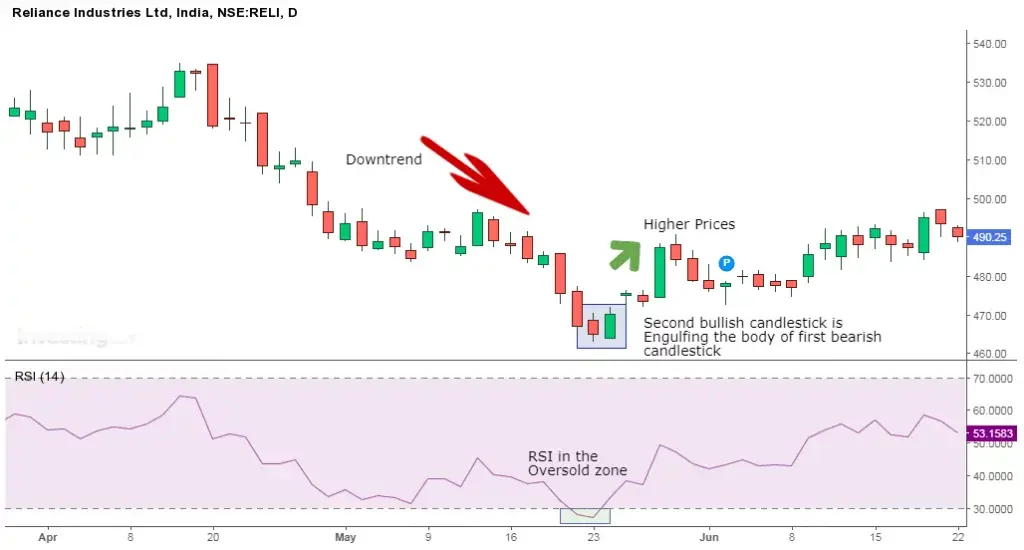 Reliance Industries Ltd, India, NSE:RELI, D
540.00
530.00
520.00
Downtrend
510.00
500.00
Higher Prices
490.25
P
480.00
Second bullish candlestick is
Engulfing the body of first bearish
candlestick
470.00
Investing
460.00
RSI (14)
70.0000
60.0000
53.1583
50.0000
RSI in the
Oversold zone
40.0000
30.0000
Apr 8 20 May 9 16 23 Jun 8 15 22